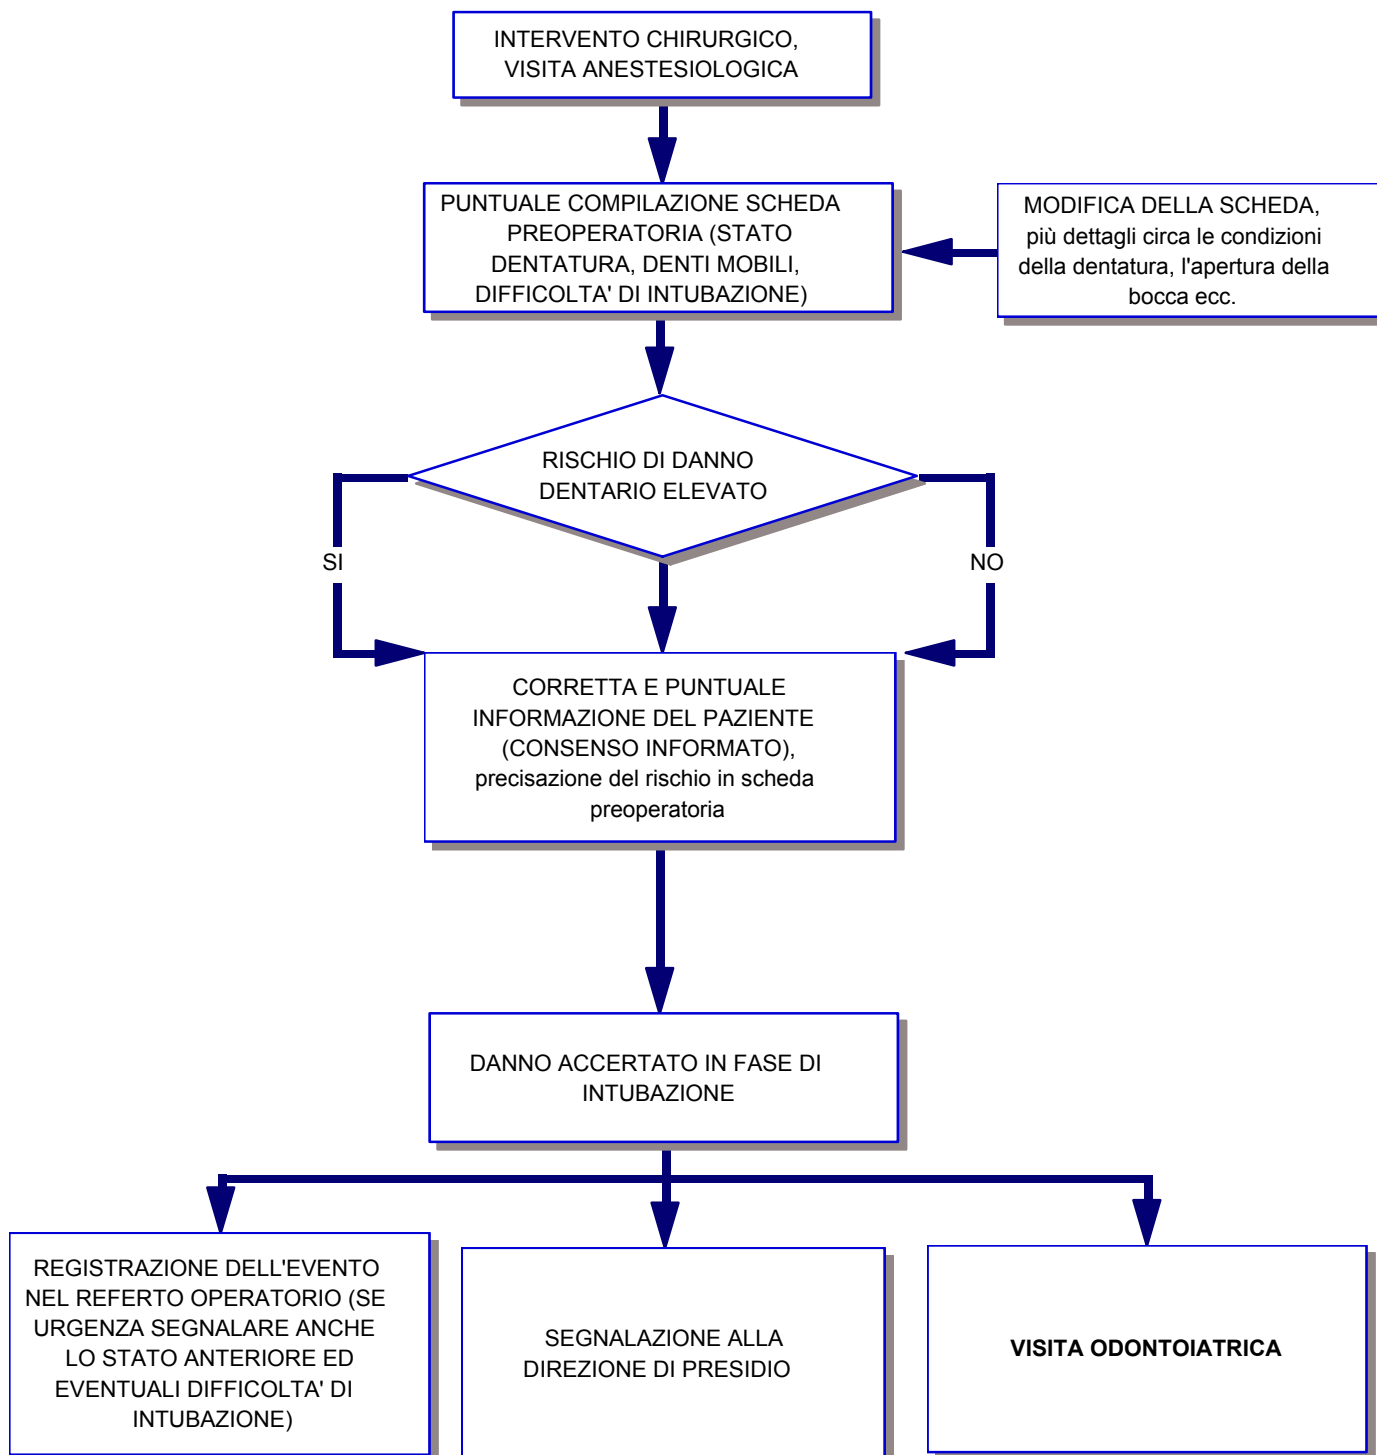 INTERVENTO CHIRURGICO,
VISITA ANESTESIOLOGICA
PUNTUALE COMPILAZIONE SCHEDA
PREOPERATORIA (STATO
DENTATURA, DENTI MOBILI,
DIFFICOLTA' DI INTUBAZIONE)
MODIFICA DELLA SCHEDA,
più dettagli circa le condizioni
della dentatura, l'apertura della
bocca ecc.
RISCHIO DI DANNO
DENTARIO ELEVATO
SI
NO
CORRETTA E PUNTUALE
INFORMAZIONE DEL PAZIENTE
(CONSENSO INFORMATO),
precisazione del rischio in scheda
preoperatoria
DANNO ACCERTATO IN FASE DI
INTUBAZIONE
REGISTRAZIONE DELL'EVENTO
NEL REFERTO OPERATORIO (SE
URGENZA SEGNALARE ANCHE
LO STATO ANTERIORE ED
EVENTUALI DIFFICOLTA' DI
INTUBAZIONE)
SEGNALAZIONE ALLA
DIREZIONE DI PRESIDIO
VISITA ODONTOIATRICA